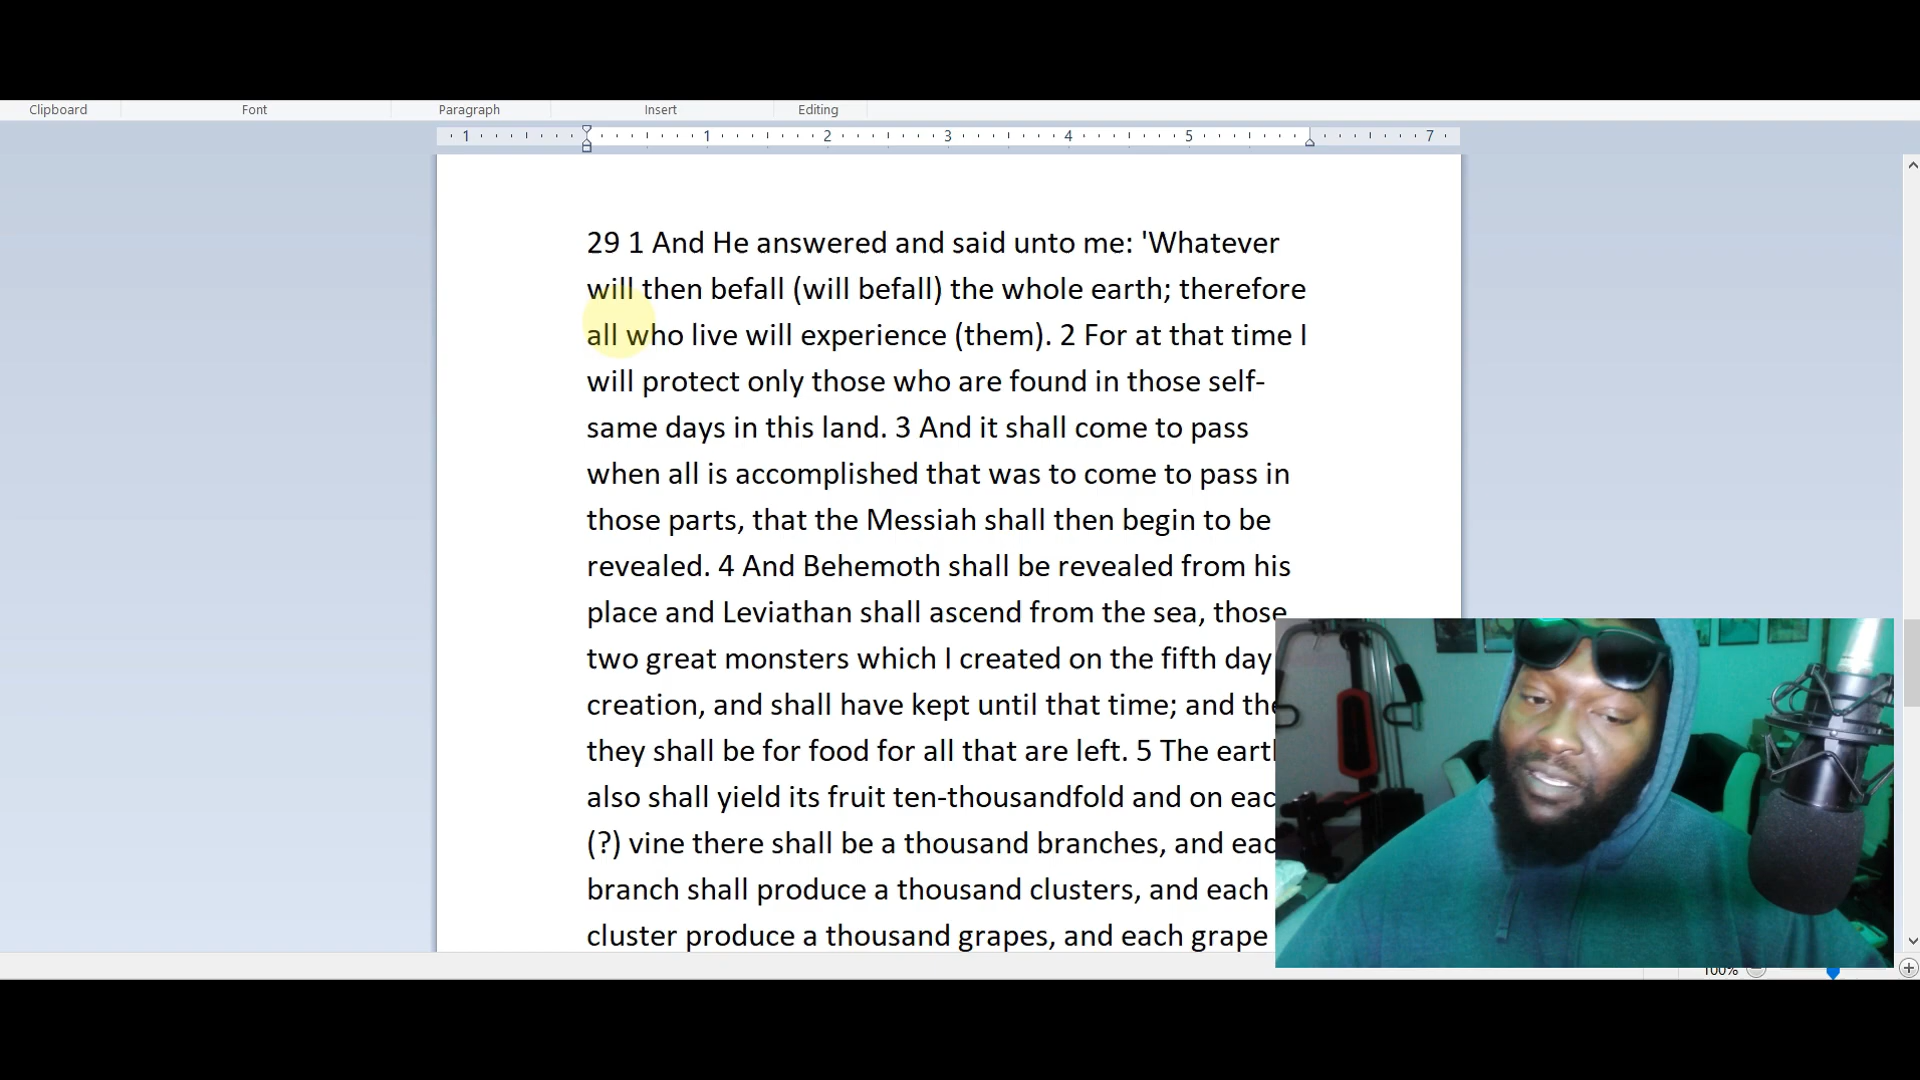 Clipboard Font Paragraph Insert Editing
1 1 2 3 4 5 7
29 1 And He answered and said unto me: 'Whatever
will then befall (will befall) the whole earth; therefore
all who live will experience (them). 2 For at that time I
will protect only those who are found in those self-
same days in this land. 3 And it shall come to pass
when all is accomplished that was to come to pass in
those parts, that the Messiah shall then begin to be
revealed. 4 And Behemoth shall be revealed from his
place and Leviathan shall ascend from the sea, those
two great monsters which I created on the fifth day
creation, and shall have kept until that time; and
they shall be for food for all that are left. 5 The
also shall yield its fruit ten-thousandfold and on
(?) vine there shall be a thousand branches, and
branch shall produce a thousand clusters, and each
cluster produce a thousand grapes, and each grape
100%